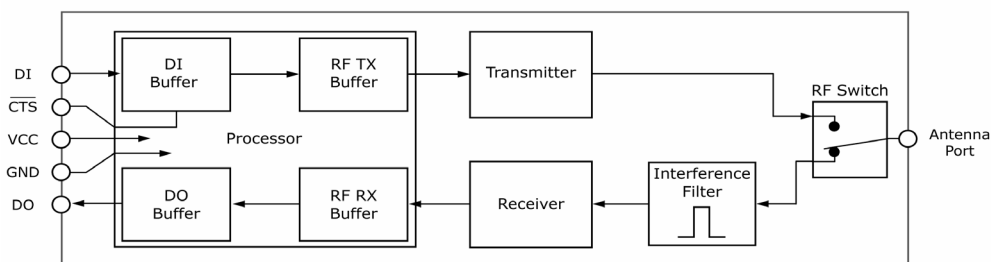 DI
CTS
VCC
GND
DO
DI
Buffer
RF TX
Buffer
Processor
DO
Buffer
RF RX
Buffer
Transmitter
Receiver
Interference
Filter
RF Switch
Antenna
Port